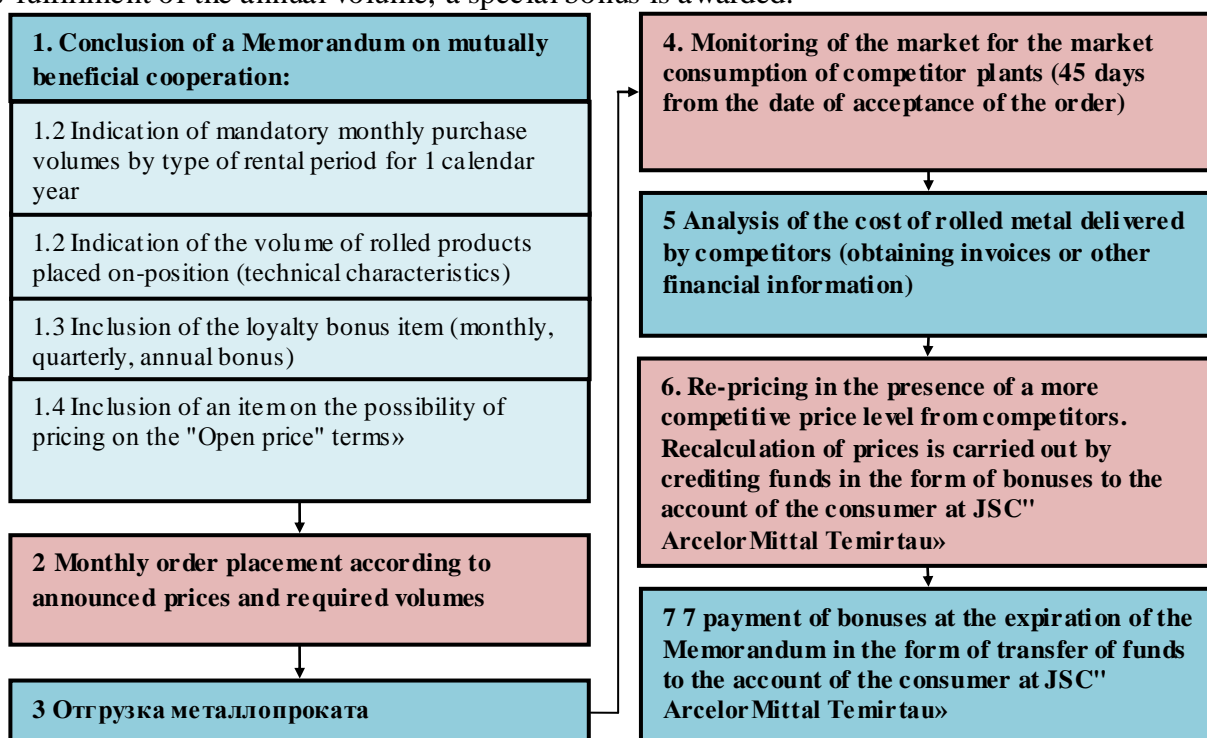 fulfillment of the annual volume, a special bonus is awarded.
1. Conclusion of a Memorandum on mutually
beneficial cooperation:
1.2 Indication of mandatory monthly purchase
volumes by type of rental period for 1 calendar
year
1.2 Indication of the volume of rolled products
placed on-position (technical characteristics)
1.3 Inclusion of the loyalty bonus item (monthly,
quarterly, annual bonus)
1.4 Inclusion of an item on the possibility of
pricing on the "Open price" terms»
2 Monthly order placement according to
announced prices and required volumes
3 Отгрузка металлопроката
4. Monitoring of the market for the market
consumption of competitor plants (45 days
from the date of acceptance of the order)
5 Analysis of the cost of rolled metal delivered
by competitors (obtaining invoices or other
financial information)
6. Re-pricing in the presence of a more
competitive price level from competitors.
Recalculation of prices is carried out by
crediting funds in the form of bonuses to the
account of the consumer at JSC"
ArcelorMittal Temirtau»
7 7 payment of bonuses at the expiration of the
Memorandum in the form of transfer of funds
to the account of the consumer at JSC"
ArcelorMittal Temirtau»